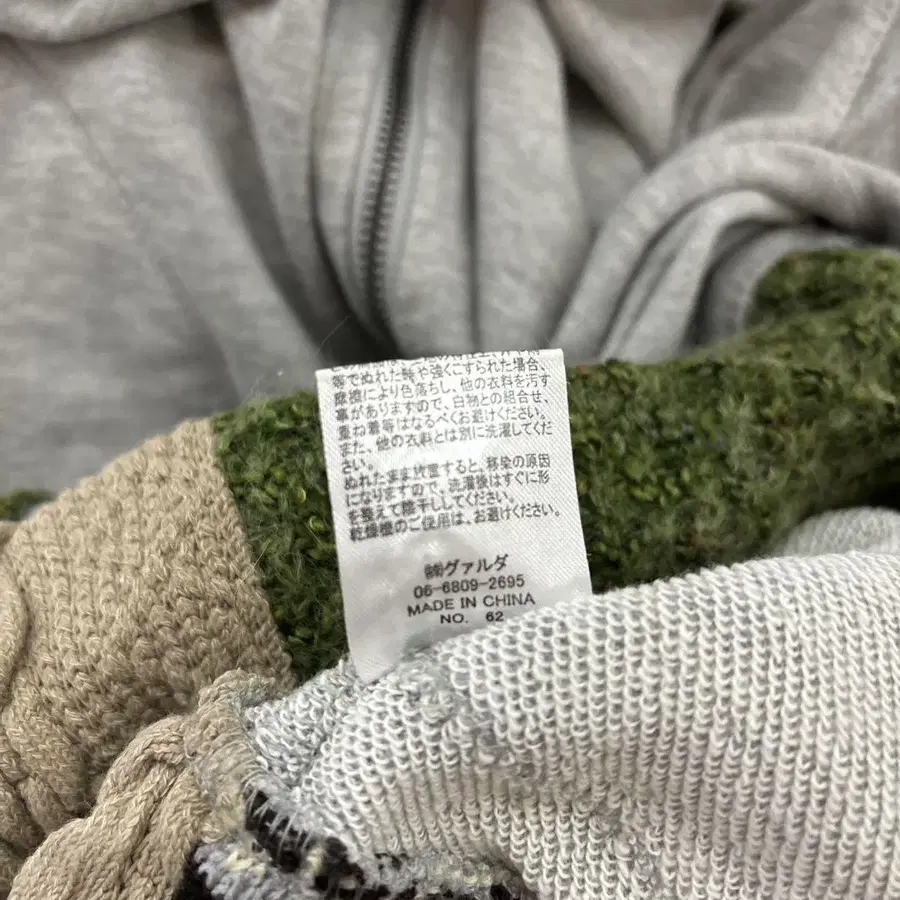 等でぬれた時や強くこすられた場合、
摩擦により色落ちし、他の衣料を汚す
事がありますので、白物との組合せ、
重ね着等はなるべくお避けください。
また、他の衣料とは別に洗濯してくだ
さい。
ぬれたまま放置すると、移染の原因
になりますので、洗濯後はすぐに形
を整えて陰干ししてください。
乾燥機のご使用は、お避けください。
㈱ヴァルダ
06-6809-2695
MADE IN CHINA
NO. 62